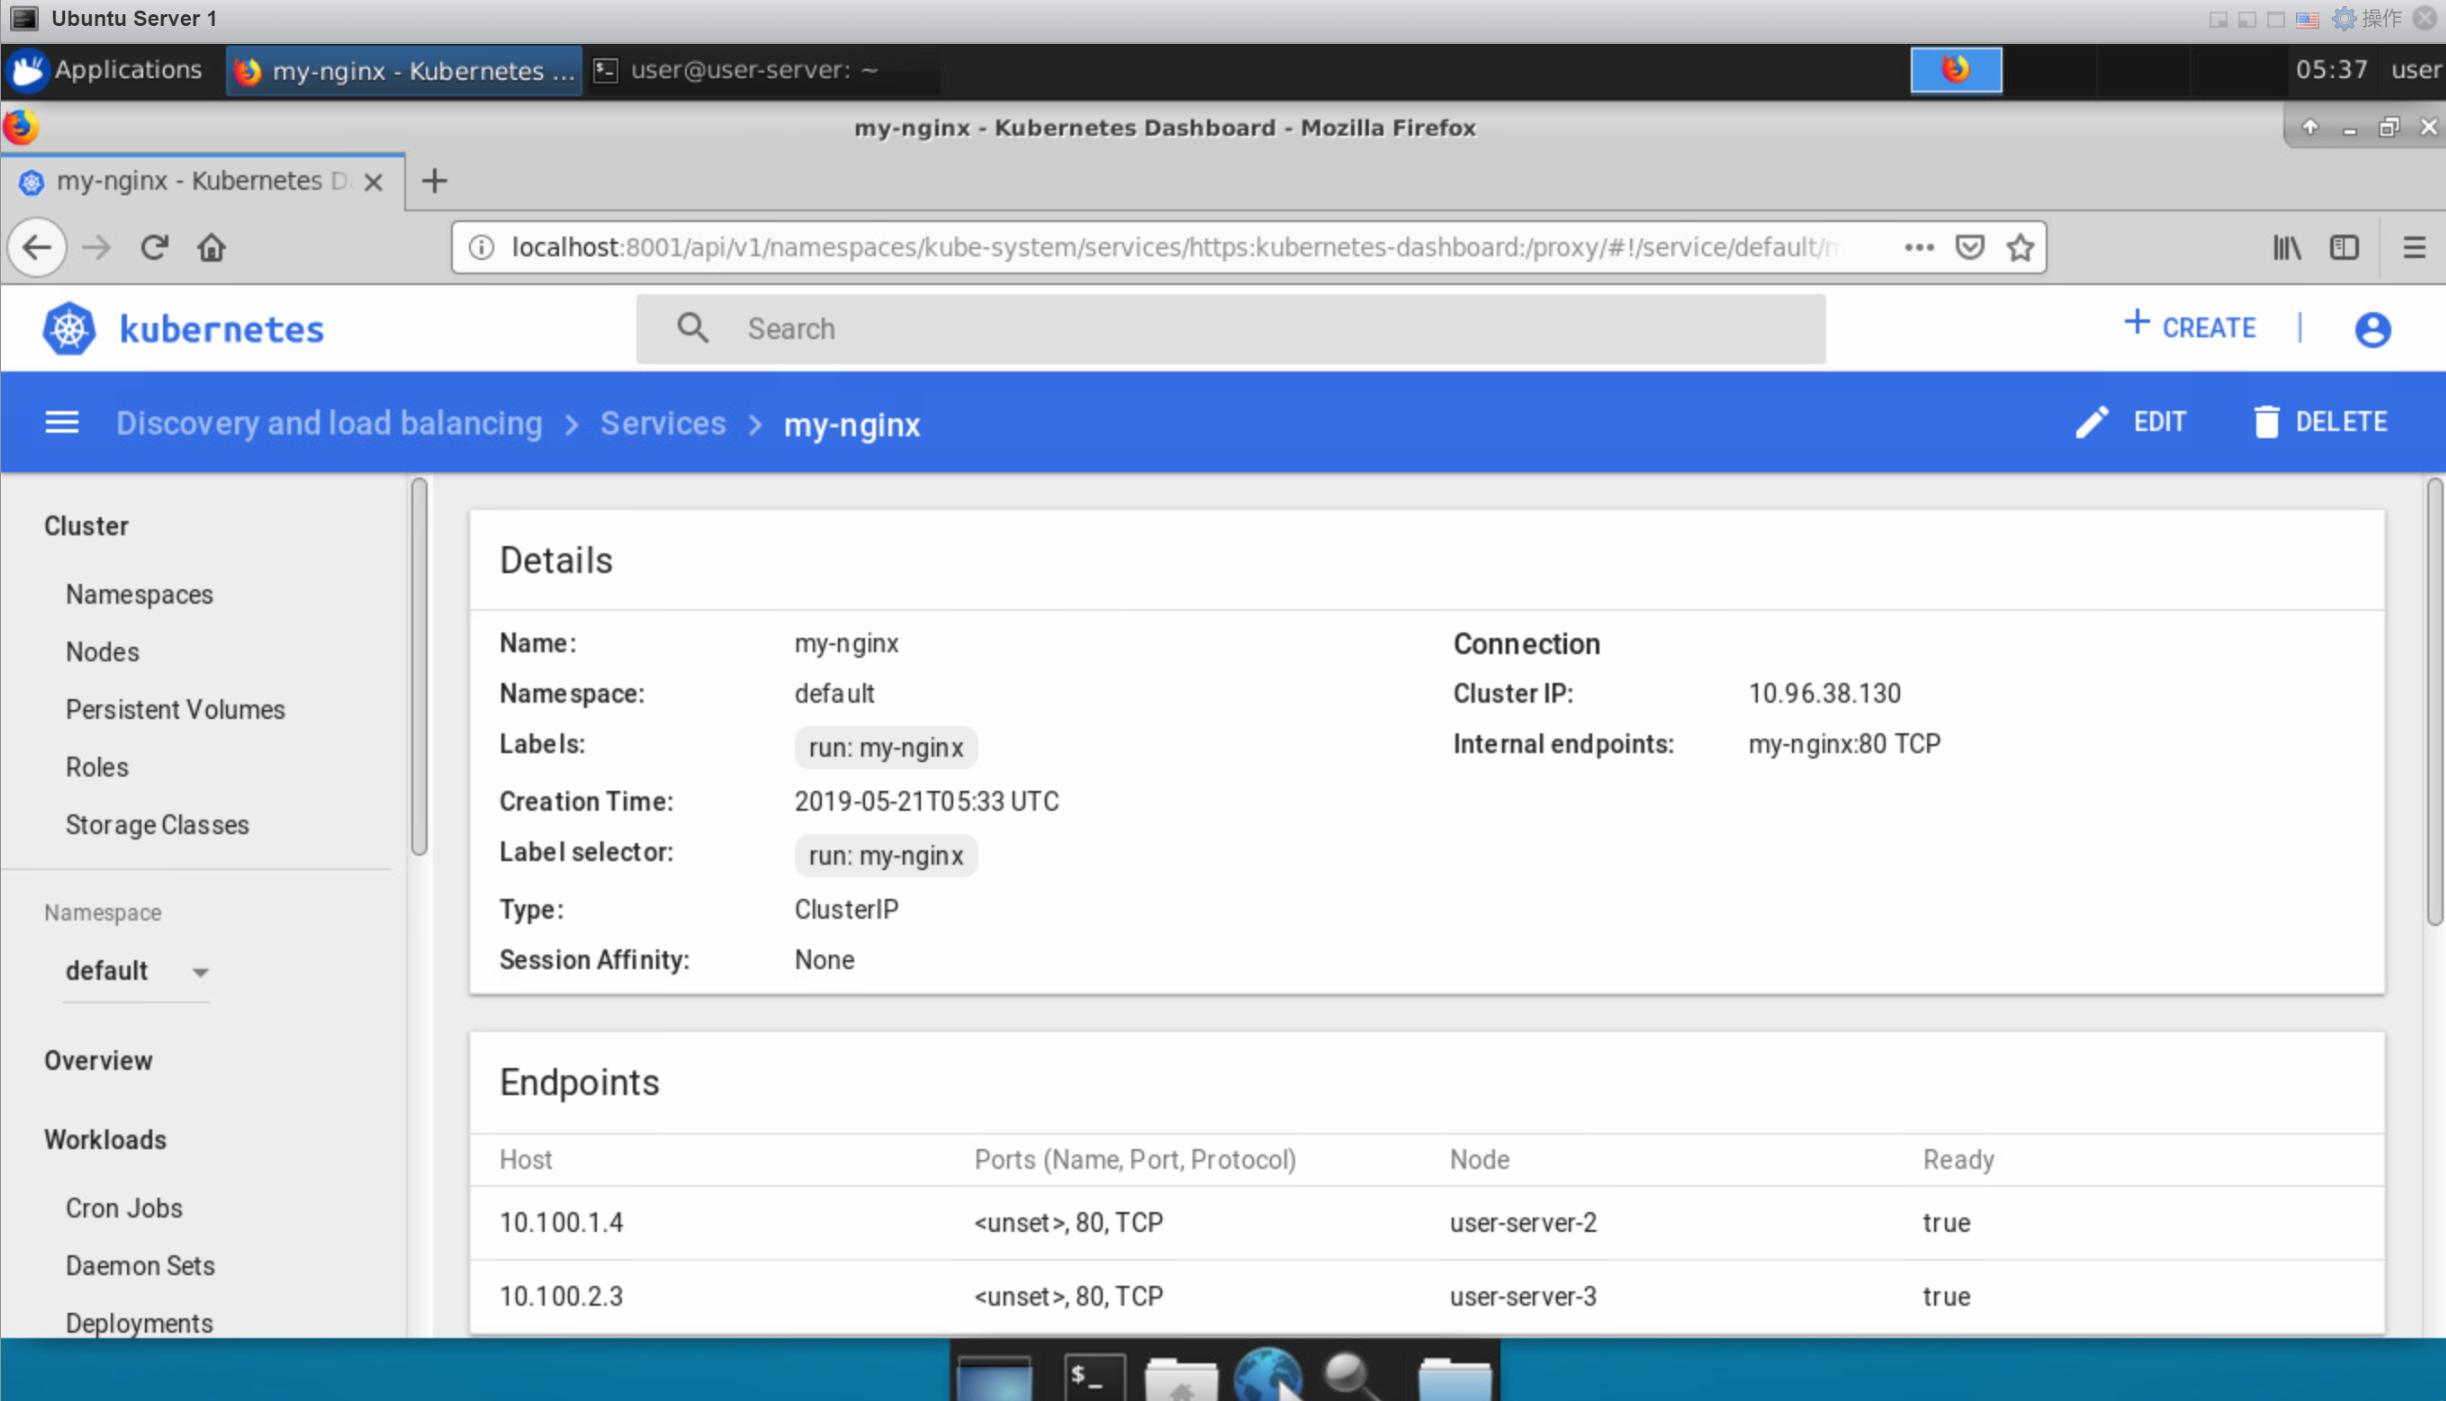 Ubuntu Server 1
操作
Applications
my-nginx - Kubernetes ...
user@user-server: ~
05:37
user
my-nginx - Kubernetes Dashboard - Mozilla Firefox
my-nginx - Kubernetes D
localhost:8001/api/v1/namespaces/kube-system/services/https:kubernetes-dashboard:/proxy/#!/service/default/
kubernetes
Search
+ CREATE
Discovery and load balancing > Services > my-nginx
EDIT
DELETE
Cluster
Namespaces
Nodes
Persistent Volumes
Roles
Storage Classes
Namespace
default
Overview
Workloads
Cron Jobs
Daemon Sets
Deployments
Details
Name: my-nginx
Namespace: default
Labels: run: my-nginx
Creation Time: 2019-05-21T05:33 UTC
Label selector: run: my-nginx
Type: ClusterIP
Session Affinity: None
Connection
Cluster IP: 10.96.38.130
Internal endpoints: my-nginx:80 TCP
Endpoints
Host Ports (Name, Port, Protocol) Node Ready
10.100.1.4 <unset>, 80, TCP user-server-2 true
10.100.2.3 <unset>, 80, TCP user-server-3 true
$_